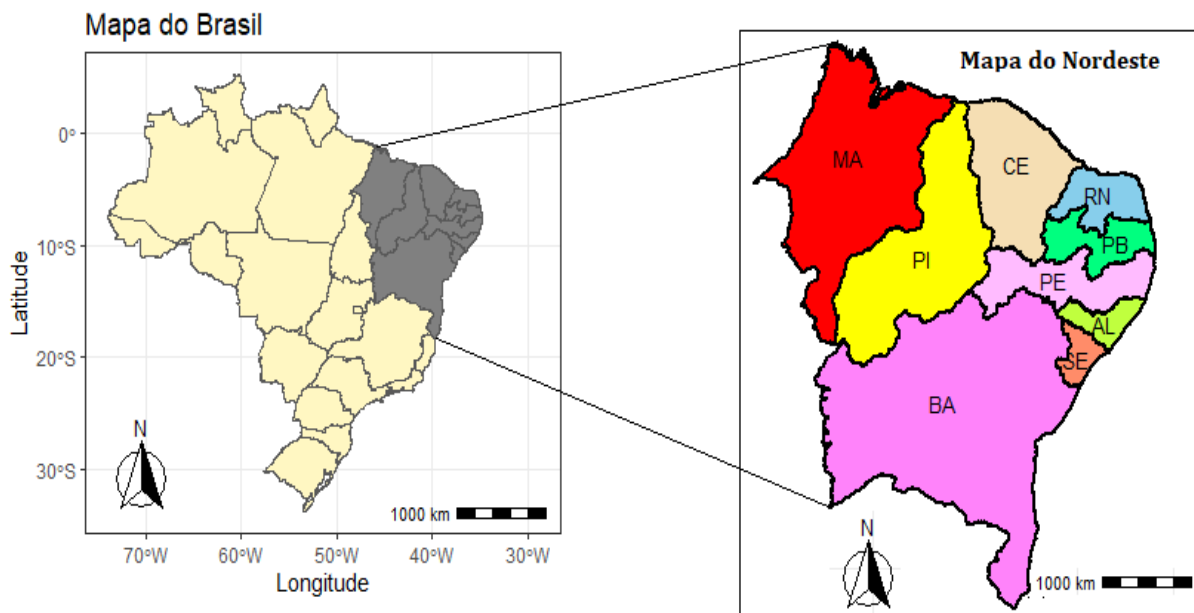 Mapa do Brasil
Latitude
0°
10°S
20°S
30°S
N
1000 km
70°W
60°W
50°W
40°W
30°W
Longitude
Mapa do Nordeste
MA
CE
RN
PI
PB
PE
AL
SE
BA
N
1000 km